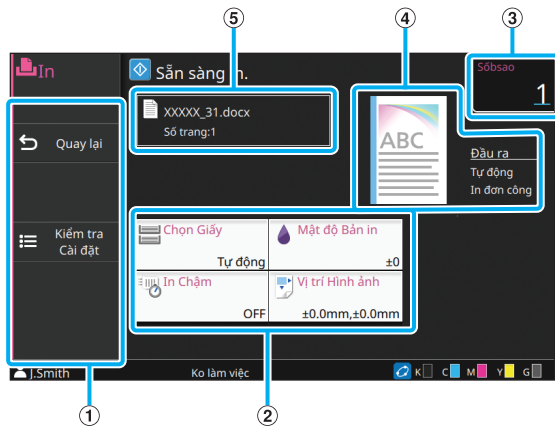 5
4
3
In
Sẵn sàng in.
Sốbsao
1
XXXXX_31.docx
Số trang:1
ABC
Quay lại
Đầu ra
Tự động
In đơn công
Kiểm tra
Cài đặt
Chọn Giấy
Tự động
Mật độ Bản in
±0
In Chậm
OFF
Vị trí Hình ảnh
±0.0mm,±0.0mm
J.Smith
Ko làm việc
K
C
M
Y
G
1
2